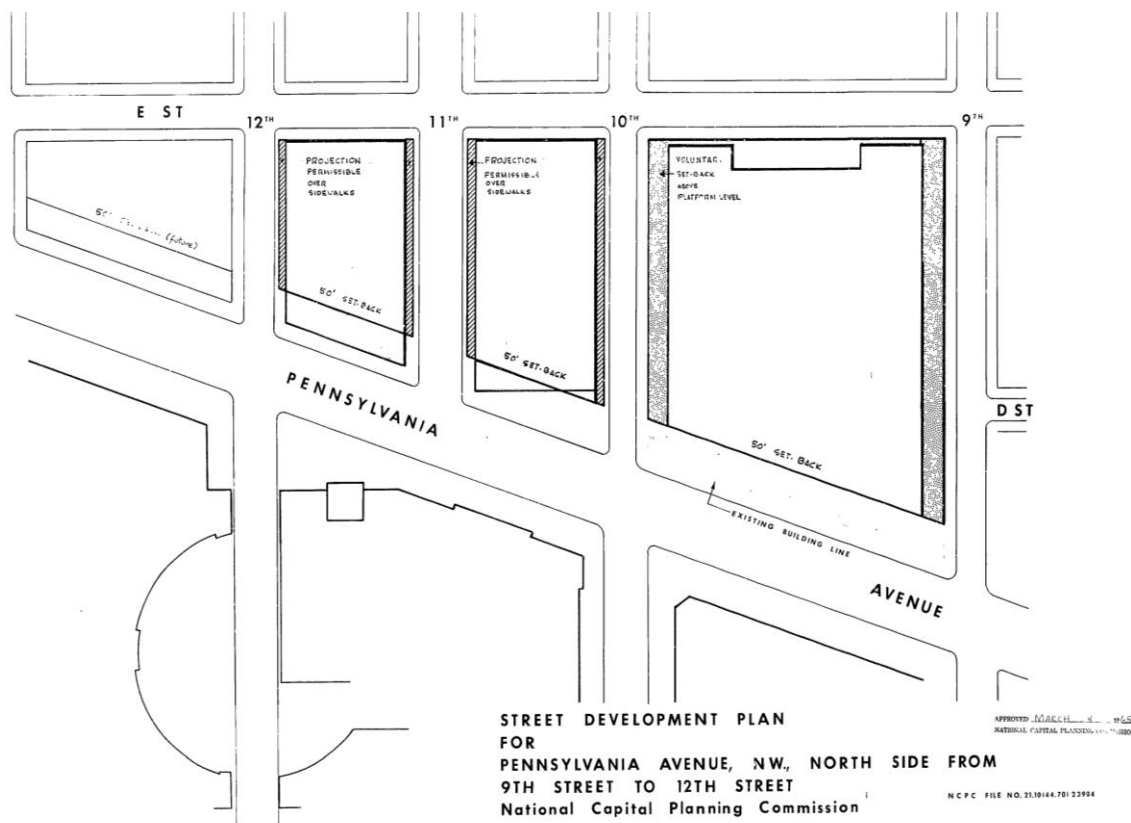 E ST
12TH
11TH
10TH
9TH
PROJECTION
PERMISSIBLE
OVER
SIDEWALKS
PROJECTION
PERMISSIBLE
OVER
SIDEWALKS
VOLUNTAR.
SET-BACK
ABOVE
PLATFORM LEVEL
50' (future)
50' SET-BACK
50' SET-BACK
50' SET-BACK
PENNSYLVANIA
D ST
EXISTING BUILDING LINE
AVENUE
STREET DEVELOPMENT PLAN
FOR
PENNSYLVANIA AVENUE, NW., NORTH SIDE FROM
9TH STREET TO 12TH STREET
National Capital Planning Commission
APPROVED MARCH
NATIONAL CAPITAL PLANNING
NCPC FILE NO. 21.10(44.70) 23904